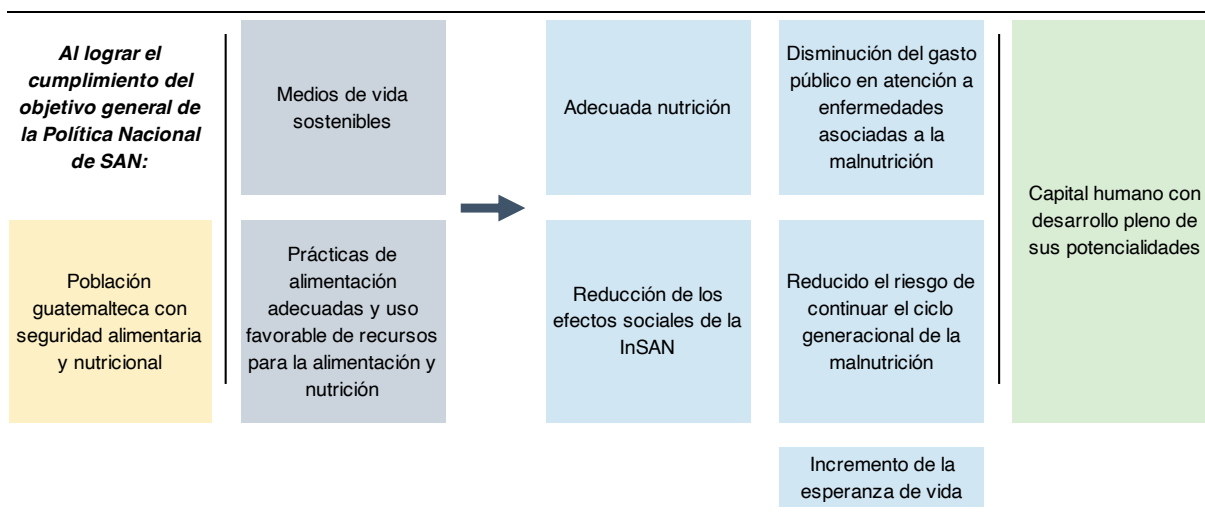 Al lograr el
cumplimiento del
objetivo general de
la Política Nacional
de SAN:
Población
guatemalteca con
seguridad alimentaria
y nutricional
Medios de vida
sostenibles
Prácticas de
alimentación
adecuadas y uso
favorable de recursos
para la alimentación y
nutrición
Adecuada nutrición
Reducción de los
efectos sociales de la
InSAN
Disminución del gasto
público en atención a
enfermedades
asociadas a la
malnutrición
Reducido el riesgo de
continuar el ciclo
generacional de la
malnutrición
Incremento de la
esperanza de vida
Capital humano con
desarrollo pleno de
sus potencialidades